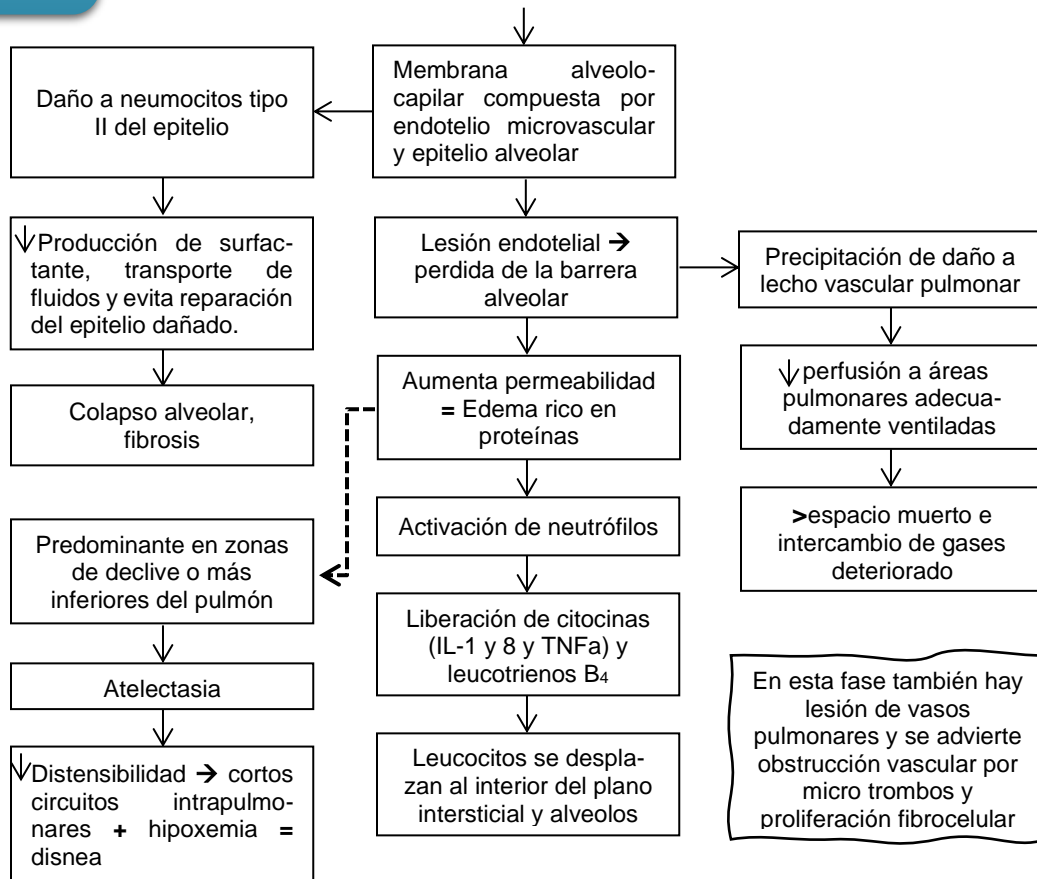 Membrana alveolo-
capilar compuesta por
endotelio microvascular
y epitelio alveolar
Daño a neumocitos tipo
II del epitelio
↓Producción de surfac-
tante, transporte de
fluidos y evita reparación
del epitelio dañado.
Colapso alveolar,
fibrosis
Lesión endotelial →
perdida de la barrera
alveolar
Precipitación de daño a
lecho vascular pulmonar
↓perfusión a áreas
pulmonares adecua-
damente ventiladas
>espacio muerto e
intercambio de gases
deteriorado
Aumenta permeabilidad
= Edema rico en
proteínas
Predominante en zonas
de declive o más
inferiores del pulmón
Atelectasia
↓Distensibilidad → cortos
circuitos intrapulmo-
nares + hipoxemia =
disnea
Activación de neutrófilos
Liberación de citocinas
(IL-1 y 8 y TNFa) y
leucotrienos B₄
Leucocitos se despla-
zan al interior del plano
intersticial y alveolos
En esta fase también hay
lesión de vasos
pulmonares y se advierte
obstrucción vascular por
micro trombos y
proliferación fibrocelular